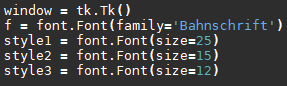 window = tk.Tk()
f = font.Font(family='Bahnschrift')
style1 = font.Font(size=25)
style2 = font.Font(size=15)
style3 = font.Font(size=12)